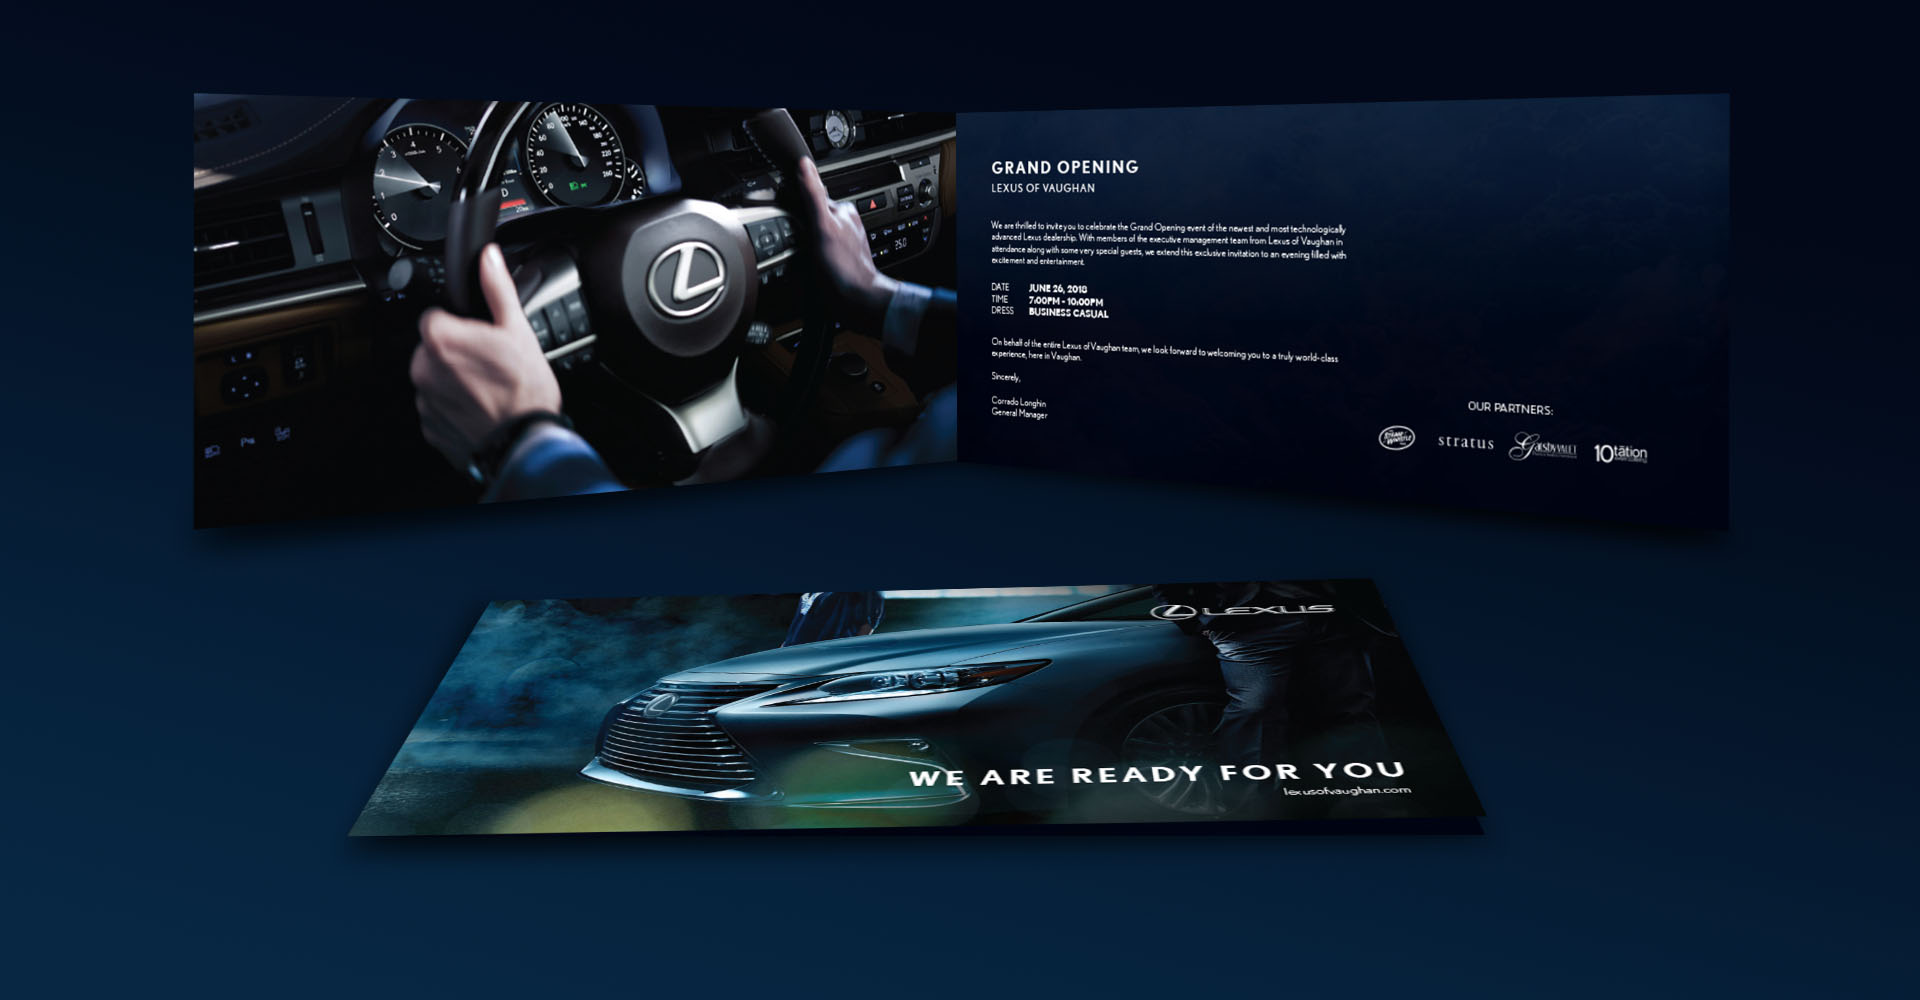 GRAND OPENING
LEXUS OF VAUGHAN
We are thrilled to invite you to celebrate the Grand Opening event of the newest and most technologically
advanced Lexus dealership. With members of the executive management team from Lexus of Vaughan in
attendance along with some very special guests, we extend this exclusive invitation to an evening filled with
excitement and entertainment.
DATE JUNE 26, 2018
TIME 7:00PM - 10:00PM
DRESS BUSINESS CASUAL
On behalf of the entire Lexus of Vaughan team, we look forward to welcoming you to a truly world-class
experience, here in Vaughan.
Sincerely,
Corrado Longhin
General Manager
OUR PARTNERS:
STEAM WHISTLE stratus Gatsby VALET 10tātion
LEXUS
WE ARE READY FOR YOU
lexusofvaughan.com